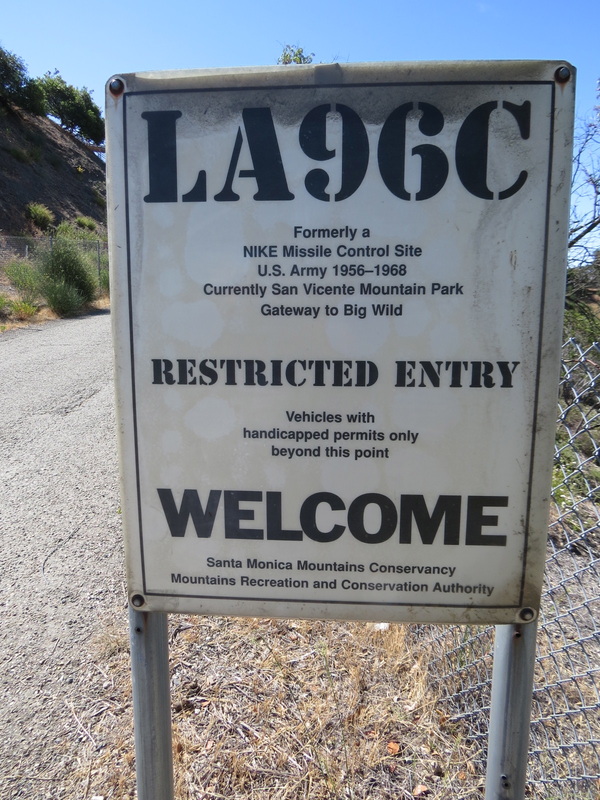 LA96C
Formerly a
NIKE Missile Control Site
U.S. Army 1956–1968
Currently San Vicente Mountain Park
Gateway to Big Wild
RESTRICTED ENTRY
Vehicles with
handicapped permits only
beyond this point
WELCOME
Santa Monica Mountains Conservancy
Mountains Recreation and Conservation Authority